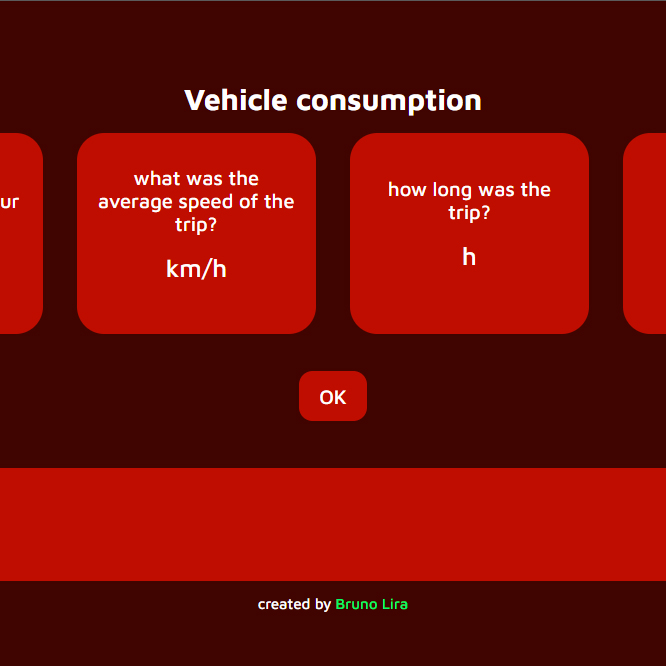 Vehicle consumption
ur
what was the
average speed of the
trip?
km/h
how long was the
trip?
h
OK
created by Bruno Lira